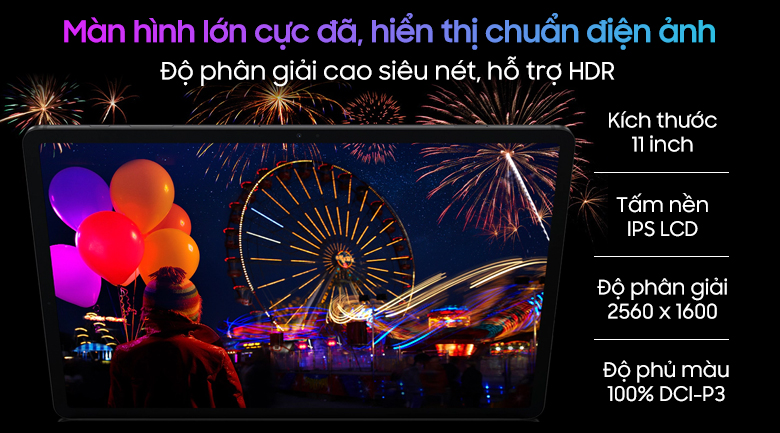 Màn hình lớn cực đã, hiển thị chuẩn điện ảnh
Độ phân giải cao siêu nét, hỗ trợ HDR
Kích thước
11 inch
Tấm nền
IPS LCD
Độ phân giải
2560 x 1600
Độ phủ màu
100% DCI-P3